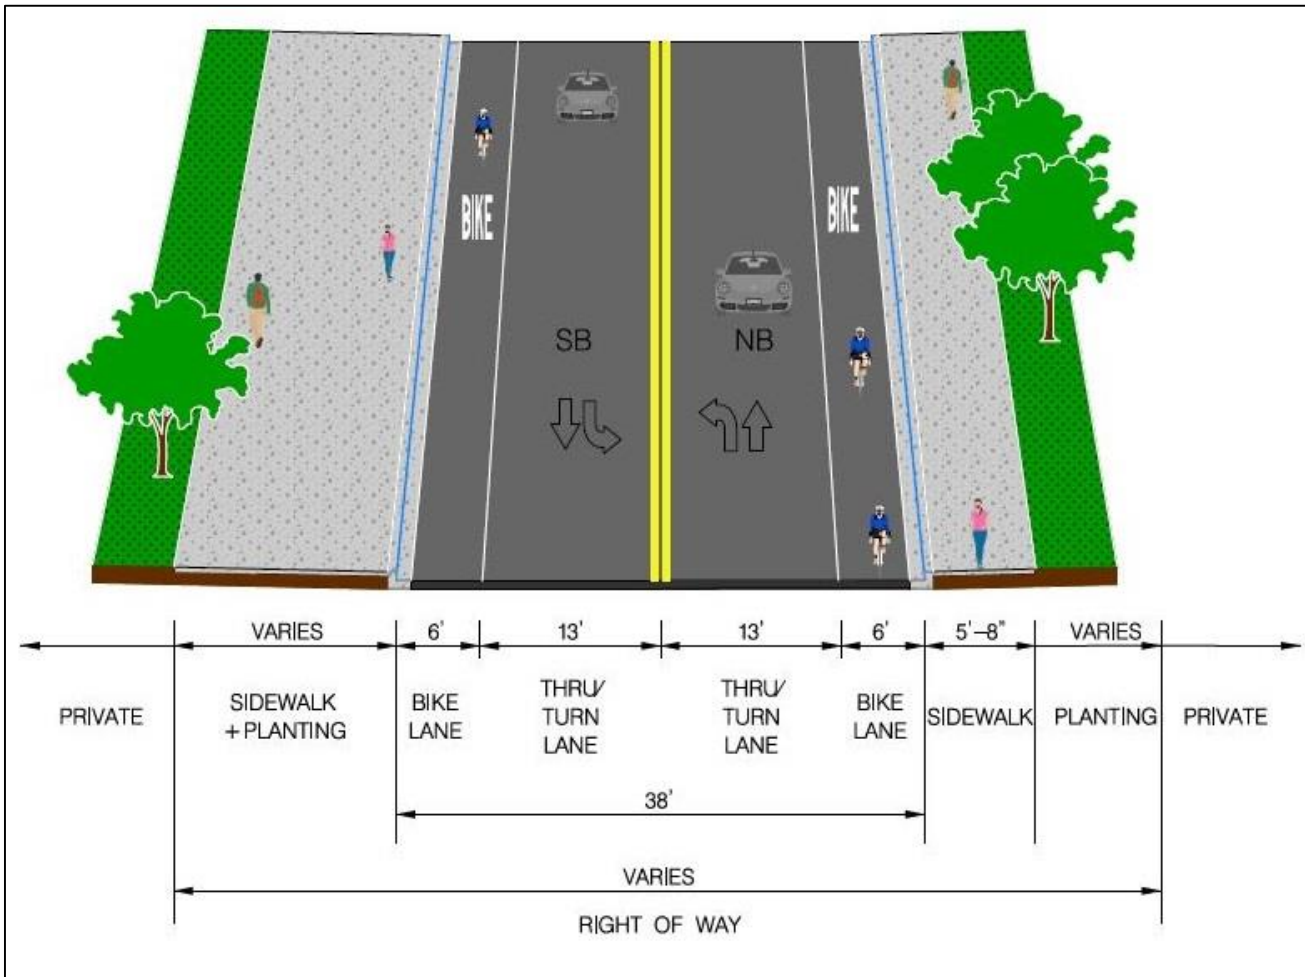 BIKE
BIKE
SB
NB
VARIES
6'
13'
13'
6'
5'-8"
VARIES
PRIVATE
SIDEWALK
+PLANTING
BIKE
LANE
THRU/
TURN
LANE
THRU/
TURN
LANE
BIKE
LANE
SIDEWALK
PLANTING
PRIVATE
38'
VARIES
RIGHT OF WAY